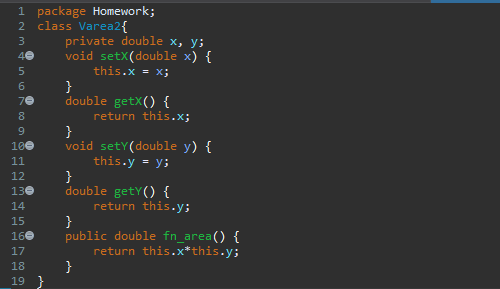 1 package Homework;
2 class Varea2{
3 private double x, y;
4 void setX(double x) {
5 this.x = x;
6 }
7 double getX() {
8 return this.x;
9 }
10 void setY(double y) {
11 this.y = y;
12 }
13 double getY() {
14 return this.y;
15 }
16 public double fn_area() {
17 return this.x*this.y;
18 }
19 }